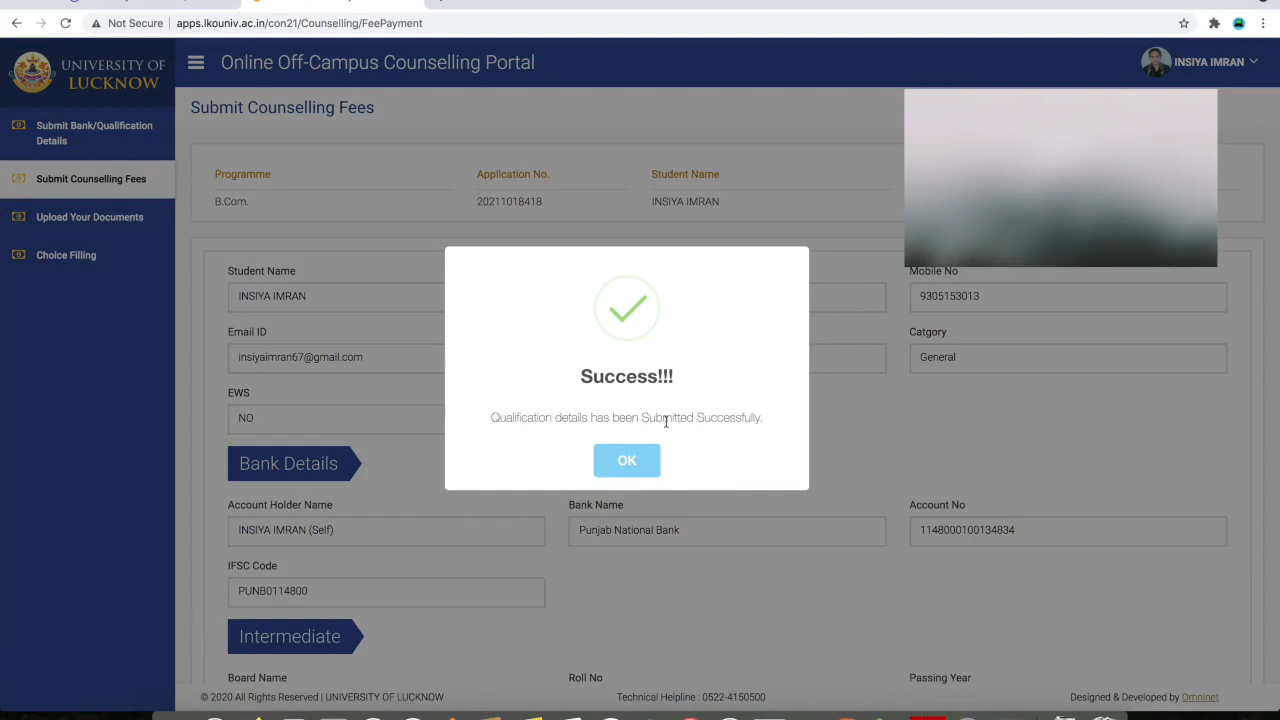 Not Secure
apps.lkouniv.ac.in/con21/Counselling/FeePayment
UNIVERSITY OF
LUCKNOW
Online Off-Campus Counselling Portal
INSIYA IMRAN
Submit Bank/Qualification
Details
Submit Counselling Fees
Upload Your Documents
Choice Filling
Submit Counselling Fees
Programme
Application No.
Student Name
B.Com.
20211018418
INSIYA IMRAN
Student Name
Mobile No
INSIYA IMRAN
9305153013
Email ID
Catgory
insiyaimran67@gmail.com
General
EWS
NO
Success!!!
Qualification details has been Submitted Successfully.
OK
Bank Details
Account Holder Name
Bank Name
Account No
INSIYA IMRAN (Self)
Punjab National Bank
1148000100134834
IFSC Code
PUNB0114800
Intermediate
Board Name
Roll No
Passing Year
© 2020 All Rights Reserved | UNIVERSITY OF LUCKNOW
Technical Helpline : 0522-4150500
Designed & Developed by Omninet